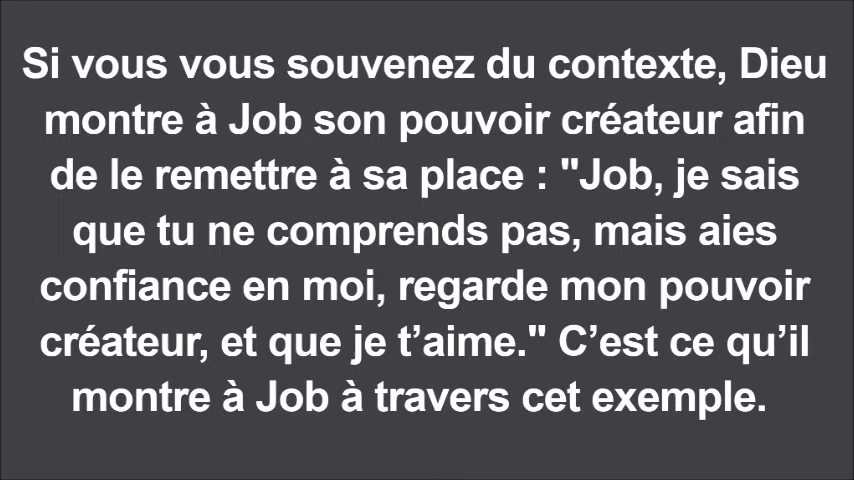 Si vous vous souvenez du contexte, Dieu
montre à Job son pouvoir créateur afin
de le remettre à sa place : "Job, je sais
que tu ne comprends pas, mais aies
confiance en moi, regarde mon pouvoir
créateur, et que je t’aime." C’est ce qu’il
montre à Job à travers cet exemple.